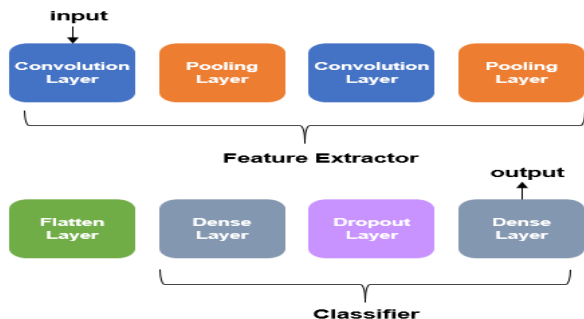 input
Convolution
Layer
Pooling
Layer
Convolution
Layer
Pooling
Layer
Feature Extractor
output
Flatten
Layer
Dense
Layer
Dropout
Layer
Dense
Layer
Classifier